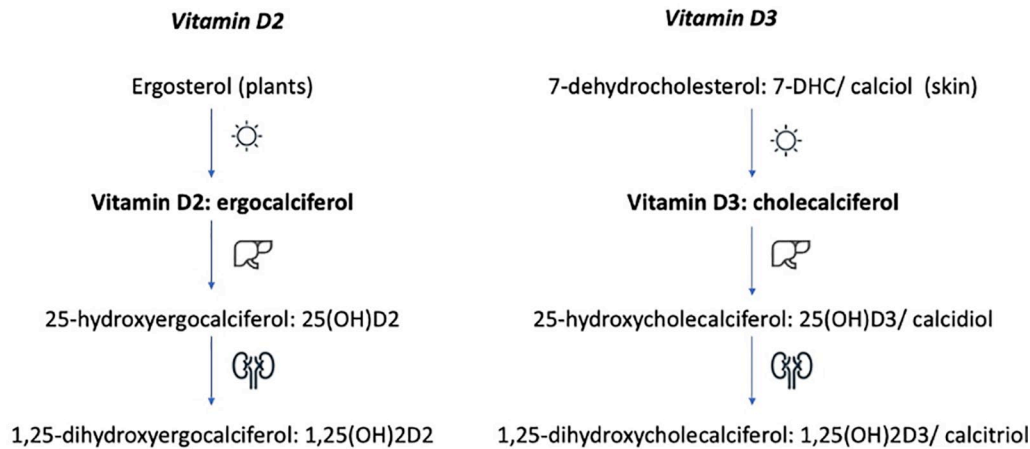 Vitamin D2
Vitamin D3
Ergosterol (plants)
7-dehydrocholesterol: 7-DHC/ calciol (skin)
Vitamin D2: ergocalciferol
Vitamin D3: cholecalciferol
25-hydroxyergocalciferol: 25(OH)D2
25-hydroxycholecalciferol: 25(OH)D3/ calcidiol
1,25-dihydroxyergocalciferol: 1,25(OH)2D2
1,25-dihydroxycholecalciferol: 1,25(OH)2D3/ calcitriol